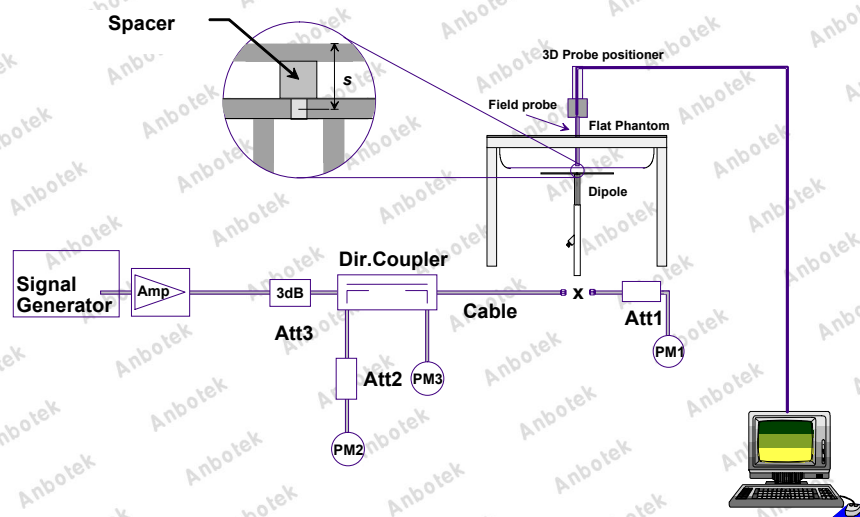 Spacer
s
3D Probe positioner
Field probe
Flat Phantom
Dipole
Signal
Generator
Amp
3dB
Att3
Dir.Coupler
Cable
x
Att1
PM1
Att2
PM3
PM2
Anbotek